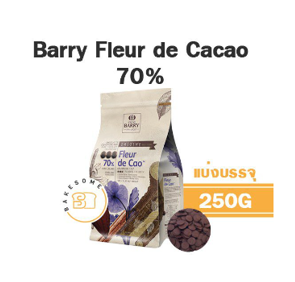 Barry Fleur de Cacao
70%
BARRY
70%
Fleur
de Cao
แบ่งบรรจุ
250G
BAKESOME